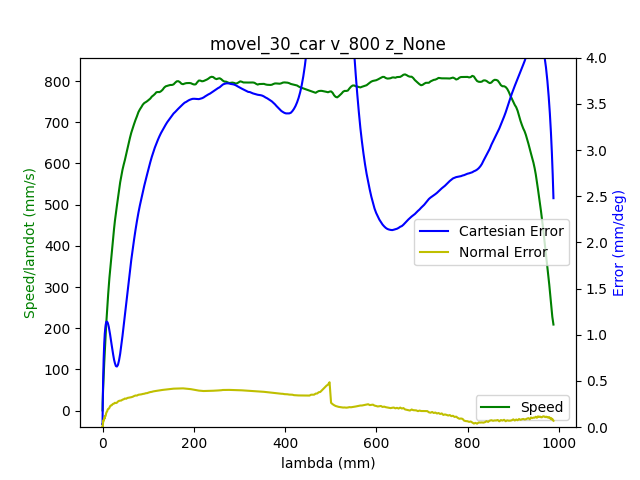 movel_30_car v_800 z_None
Speed/lamdot (mm/s)
800
700
600
500
400
300
200
100
0
4.0
3.5
3.0
2.5
2.0
1.5
1.0
0.5
0.0
Error (mm/deg)
Cartesian Error
Normal Error
Speed
0 200 400 600 800 1000
lambda (mm)